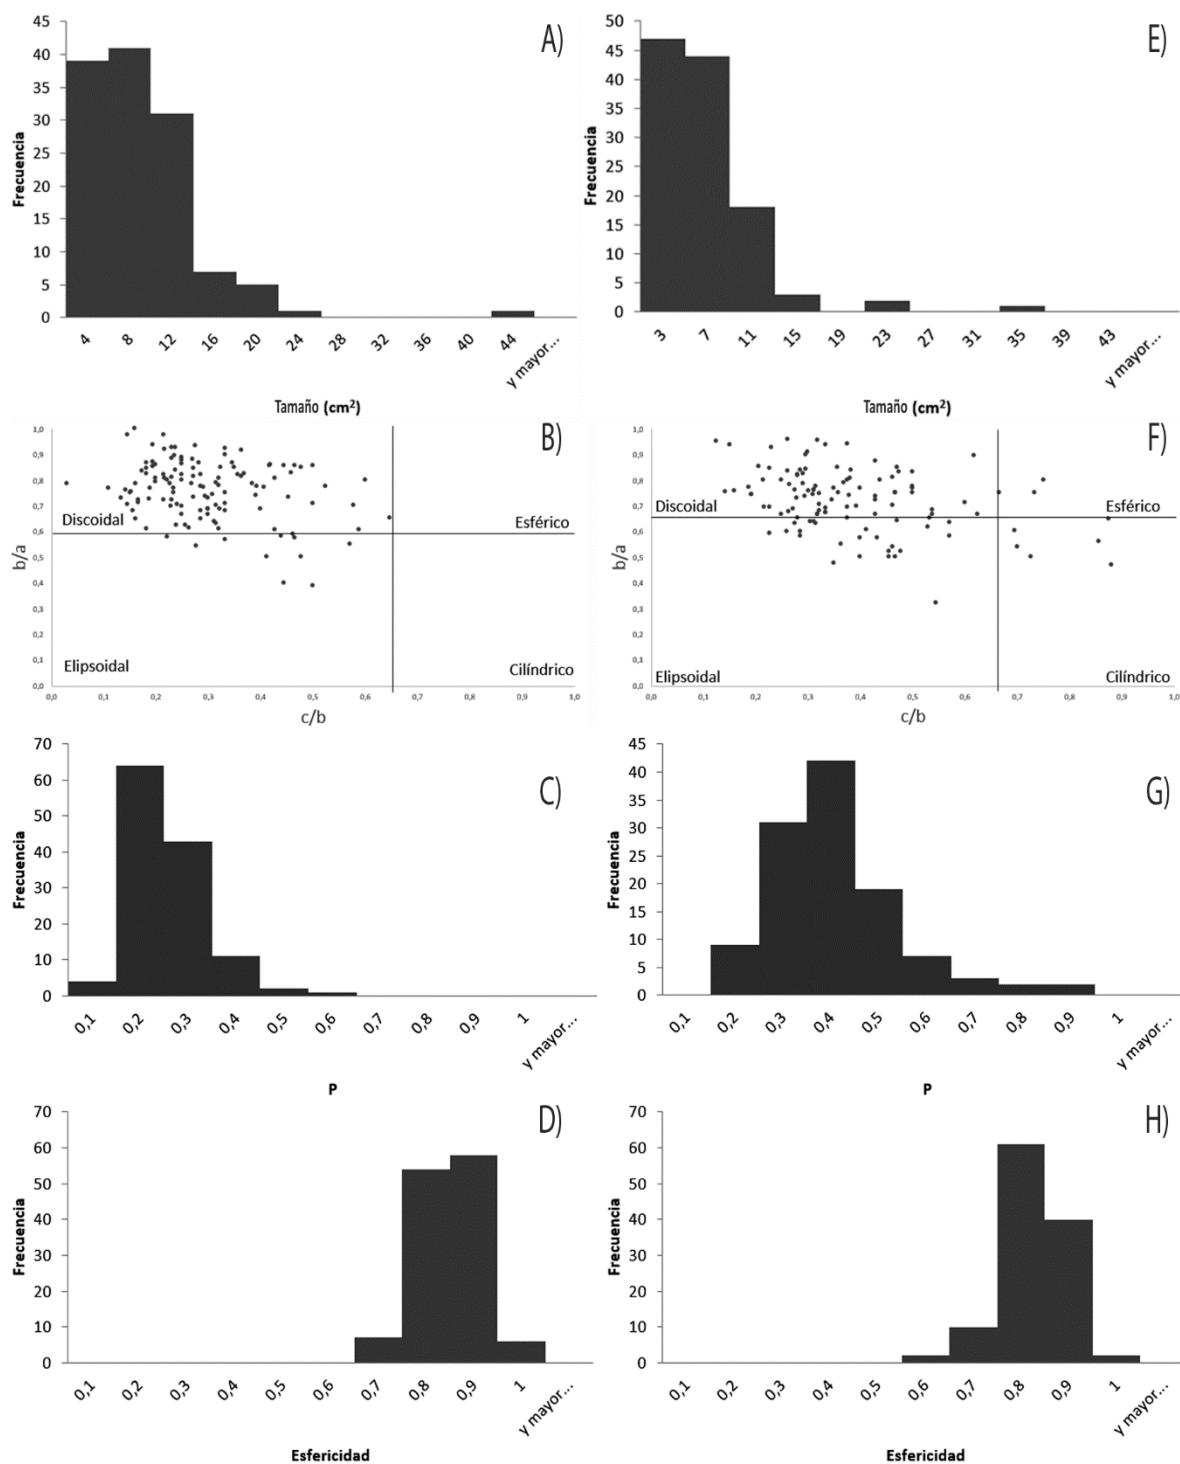 A)
Frecuencia
45
40
35
30
25
20
15
10
5
0
4 8 12 16 20 24 28 32 36 40 44 y mayor...
Tamaño (cm²)
E)
Frecuencia
50
45
40
35
30
25
20
15
10
5
0
3 7 11 15 19 23 27 31 35 39 43 y mayor...
Tamaño (cm²)
B)
b/a
1,0
0,9
0,8
0,7
0,6
0,5
0,4
0,3
0,2
0,1
0,0
Discoidal
Esférico
Elipsoidal
Cilíndrico
0,0 0,1 0,2 0,3 0,4 0,5 0,6 0,7 0,8 0,9 1,0
c/b
F)
b/a
1,0
0,9
0,8
0,7
0,6
0,5
0,4
0,3
0,2
0,1
0,0
Discoidal
Esférico
Elipsoidal
Cilíndrico
0,0 0,1 0,2 0,3 0,4 0,5 0,6 0,7 0,8 0,9 1,0
c/b
C)
Frecuencia
70
60
50
40
30
20
10
0
0,1 0,2 0,3 0,4 0,5 0,6 0,7 0,8 0,9 1 y mayor...
P
G)
Frecuencia
45
40
35
30
25
20
15
10
5
0
0,1 0,2 0,3 0,4 0,5 0,6 0,7 0,8 0,9 1 y mayor...
P
D)
Frecuencia
70
60
50
40
30
20
10
0
0,1 0,2 0,3 0,4 0,5 0,6 0,7 0,8 0,9 1 y mayor...
Esfericidad
H)
Frecuencia
70
60
50
40
30
20
10
0
0,1 0,2 0,3 0,4 0,5 0,6 0,7 0,8 0,9 1 y mayor...
Esfericidad